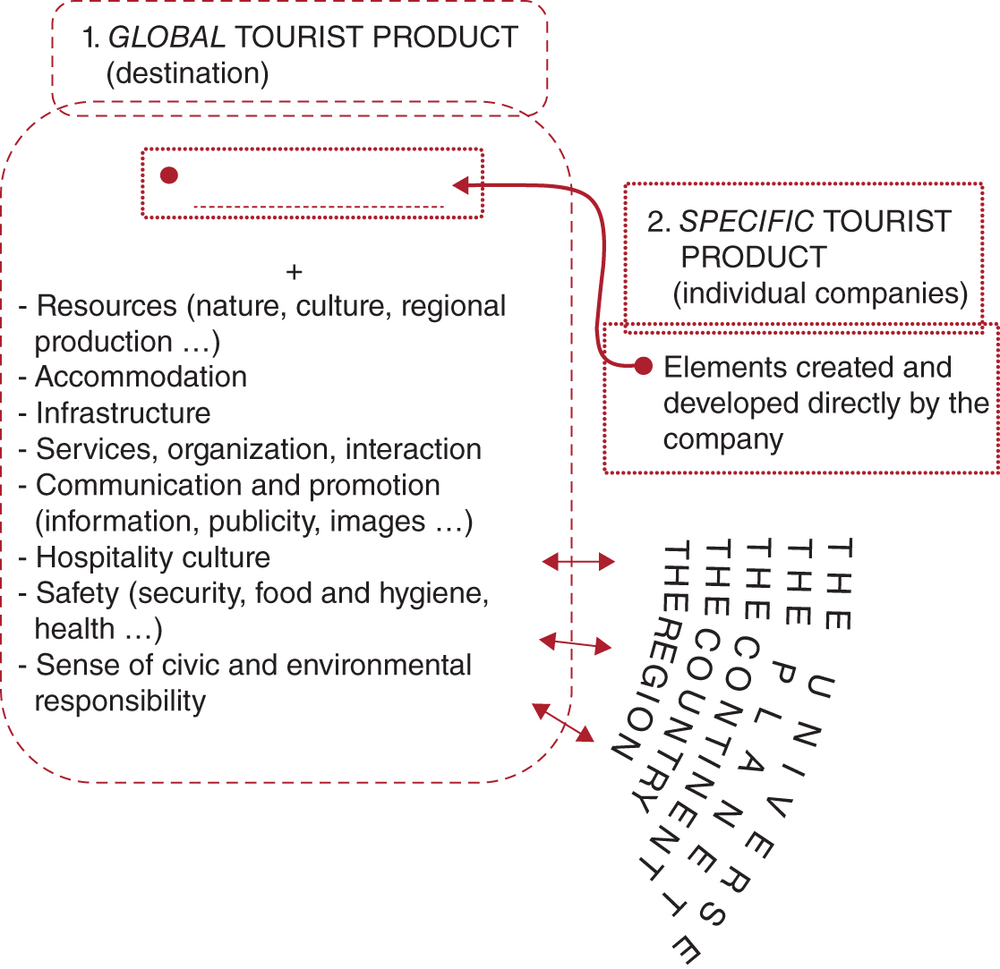 1. GLOBAL TOURIST PRODUCT
(destination)
+
- Resources (nature, culture, regional
production …)
- Accommodation
- Infrastructure
- Services, organization, interaction
- Communication and promotion
(information, publicity, images …)
- Hospitality culture
- Safety (security, food and hygiene,
health …)
- Sense of civic and environmental
responsibility
2. SPECIFIC TOURIST
PRODUCT
(individual companies)
Elements created and
developed directly by the
company
THE REGION
THE COUNTRY
THE CONTINENT
THE PLANET
THE UNIVERSE